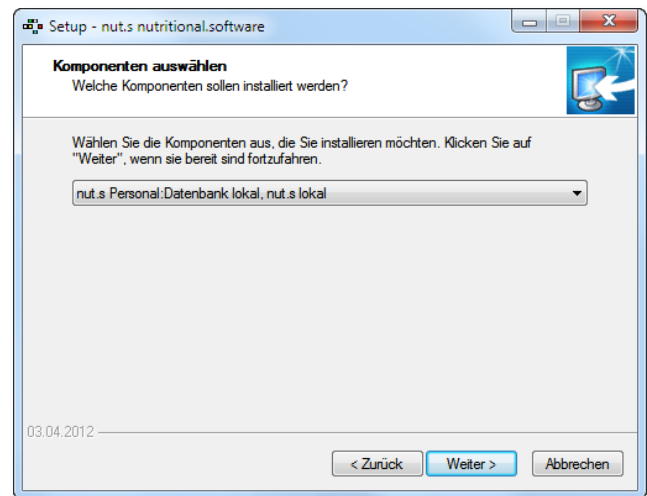 Setup - nut.s nutritional.software
Komponenten auswählen
Welche Komponenten sollen installiert werden?
Wählen Sie die Komponenten aus, die Sie installieren möchten. Klicken Sie auf
"Weiter", wenn sie bereit sind fortzufahren.
nut.s Personal:Datenbank lokal, nut.s lokal
03.04.2012
< Zurück Weiter > Abbrechen